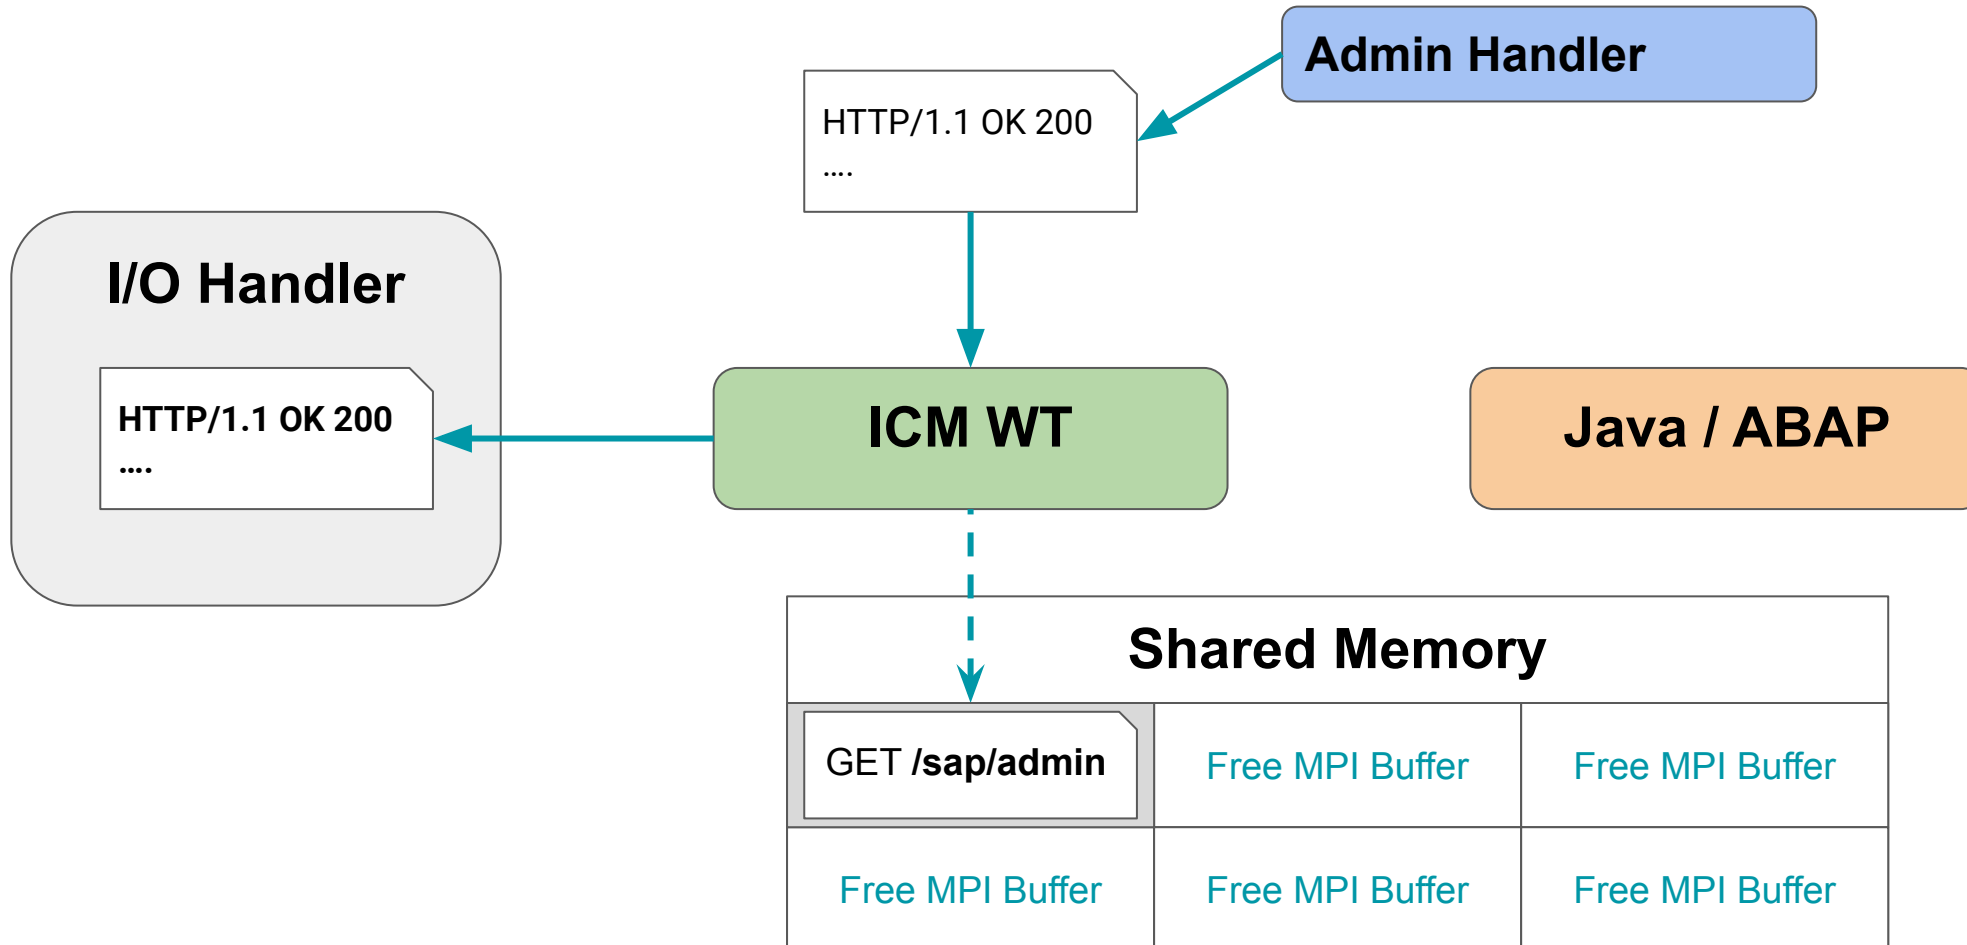 Admin Handler
HTTP/1.1 OK 200
....
I/O Handler
HTTP/1.1 OK 200
....
ICM WT
Java / ABAP
Shared Memory
GET /sap/admin
Free MPI Buffer
Free MPI Buffer
Free MPI Buffer
Free MPI Buffer
Free MPI Buffer